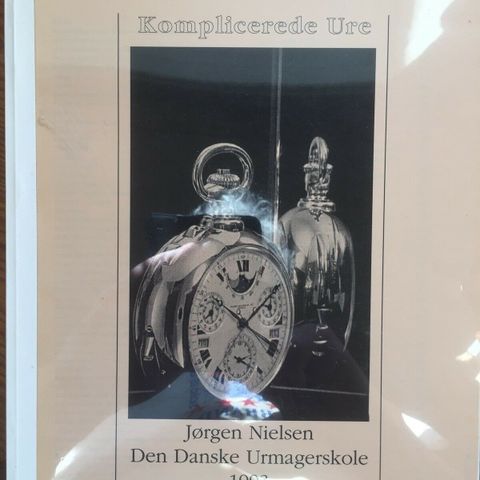 Komplicerede Ure
Jørgen Nielsen
Den Danske Urmagerskole